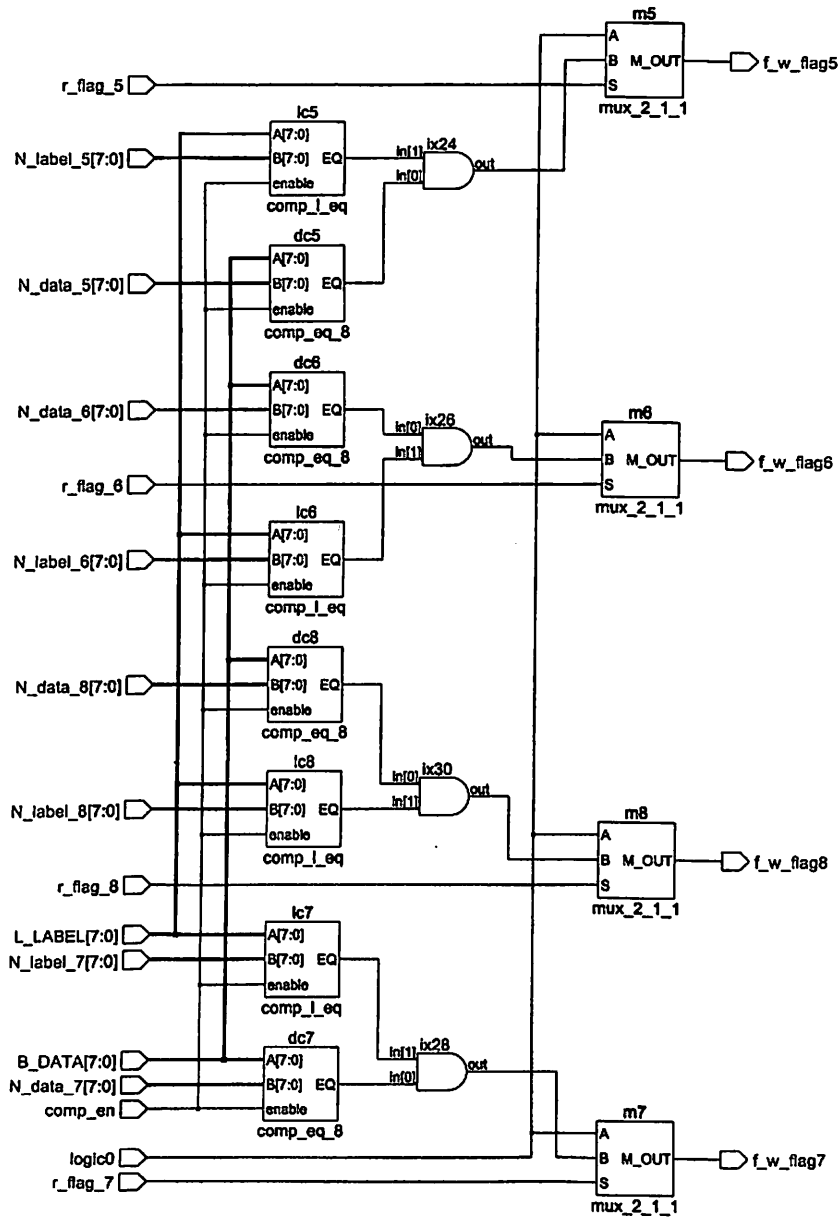 m5
A
B M_OUT
S
mux_2_1_1
f_w_flag5
r_flag_5
lc5
A[7:0]
B[7:0] EQ
enable
comp_l_eq
N_label_5[7:0]
ix24
In[1]
In[0]
out
dc5
A[7:0]
B[7:0] EQ
enable
comp_eq_8
N_data_5[7:0]
dc6
A[7:0]
B[7:0] EQ
enable
comp_eq_8
N_data_6[7:0]
ix26
In[0]
In[1]
out
m6
A
B M_OUT
S
mux_2_1_1
f_w_flag6
r_flag_6
lc6
A[7:0]
B[7:0] EQ
enable
comp_l_eq
N_label_6[7:0]
dc8
A[7:0]
B[7:0] EQ
enable
comp_eq_8
N_data_8[7:0]
lc8
A[7:0]
B[7:0] EQ
enable
comp_l_eq
N_label_8[7:0]
ix30
In[0]
In[1]
out
m8
A
B M_OUT
S
mux_2_1_1
f_w_flag8
r_flag_8
lc7
A[7:0]
B[7:0] EQ
enable
comp_l_eq
L_LABEL[7:0]
N_label_7[7:0]
ix28
In[1]
In[0]
out
dc7
A[7:0]
B[7:0] EQ
enable
comp_eq_8
B_DATA[7:0]
N_data_7[7:0]
comp_en
m7
A
B M_OUT
S
mux_2_1_1
f_w_flag7
logic0
r_flag_7